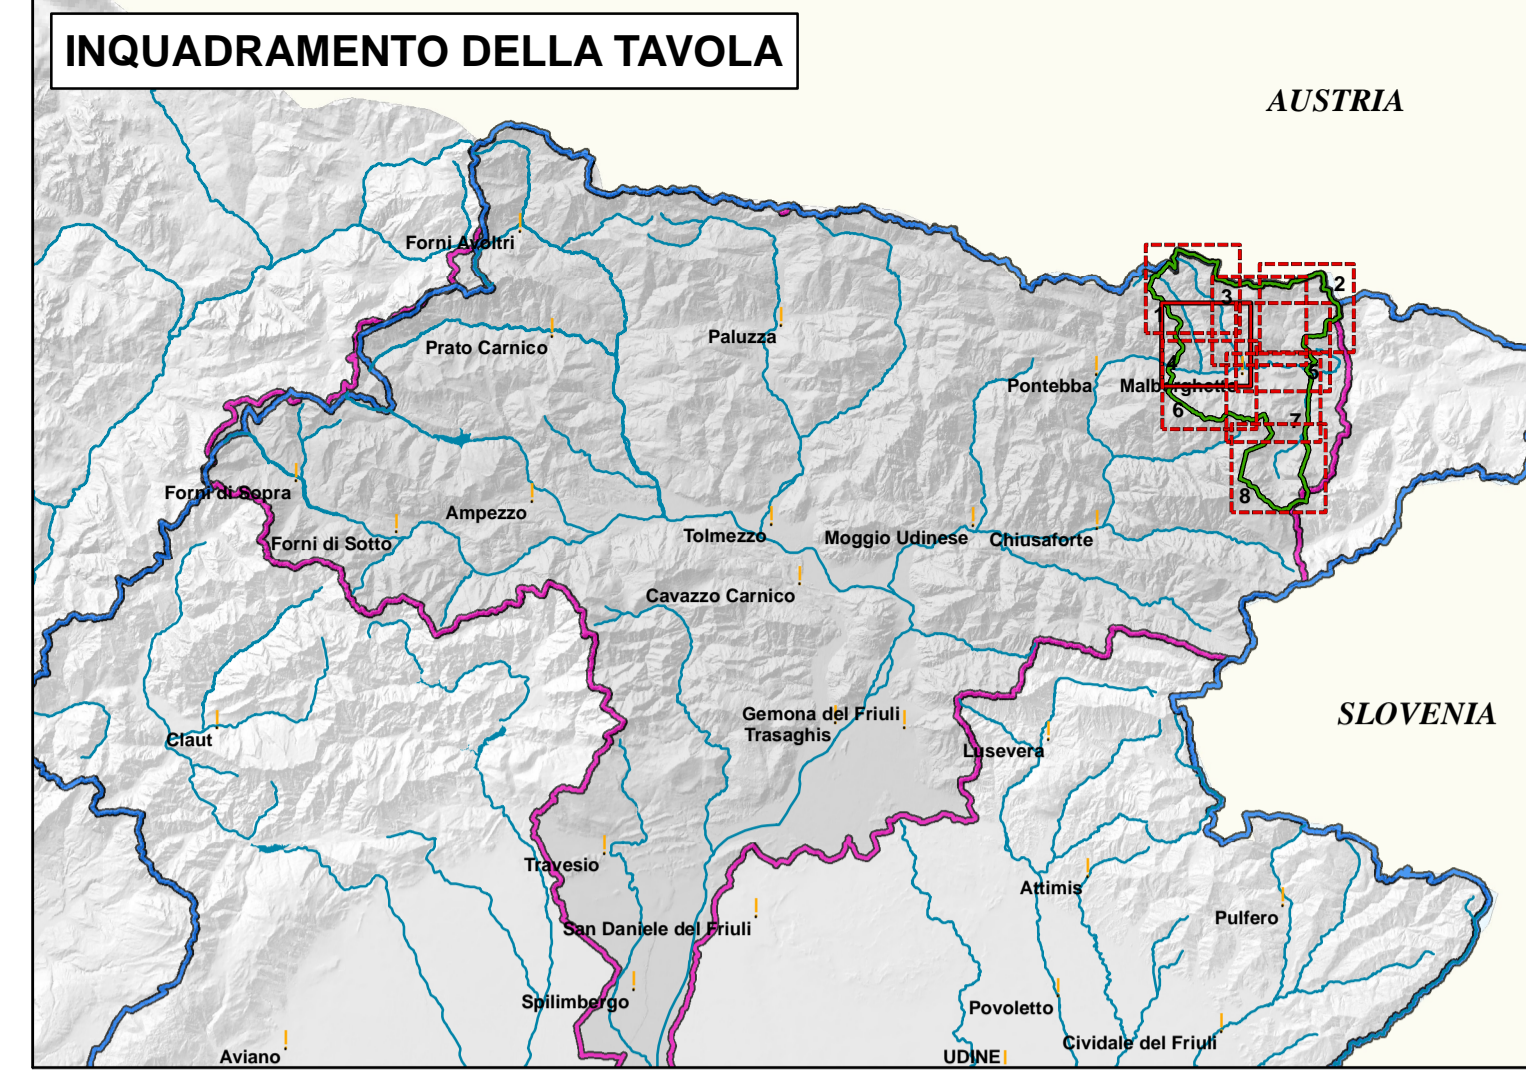 INQUADRAMENTO DELLA TAVOLA
AUSTRIA
Forni Avoltri
2
3
1
Paluzza
Prato Carnico
4
5
Pontebba
Malborghetto
6
7
Forni di Sopra
8
Ampezzo
Tolmezzo
Moggio Udinese
Chiusaforte
Forni di Sotto
Cavazzo Carnico
Gemona del Friuli
SLOVENIA
Trasaghis
Claut
Lusevera
Travesio
Attimis
Pulfero
San Daniele del Friuli
Spilimbergo
Povoletto
Cividale del Friuli
Aviano
UDINE